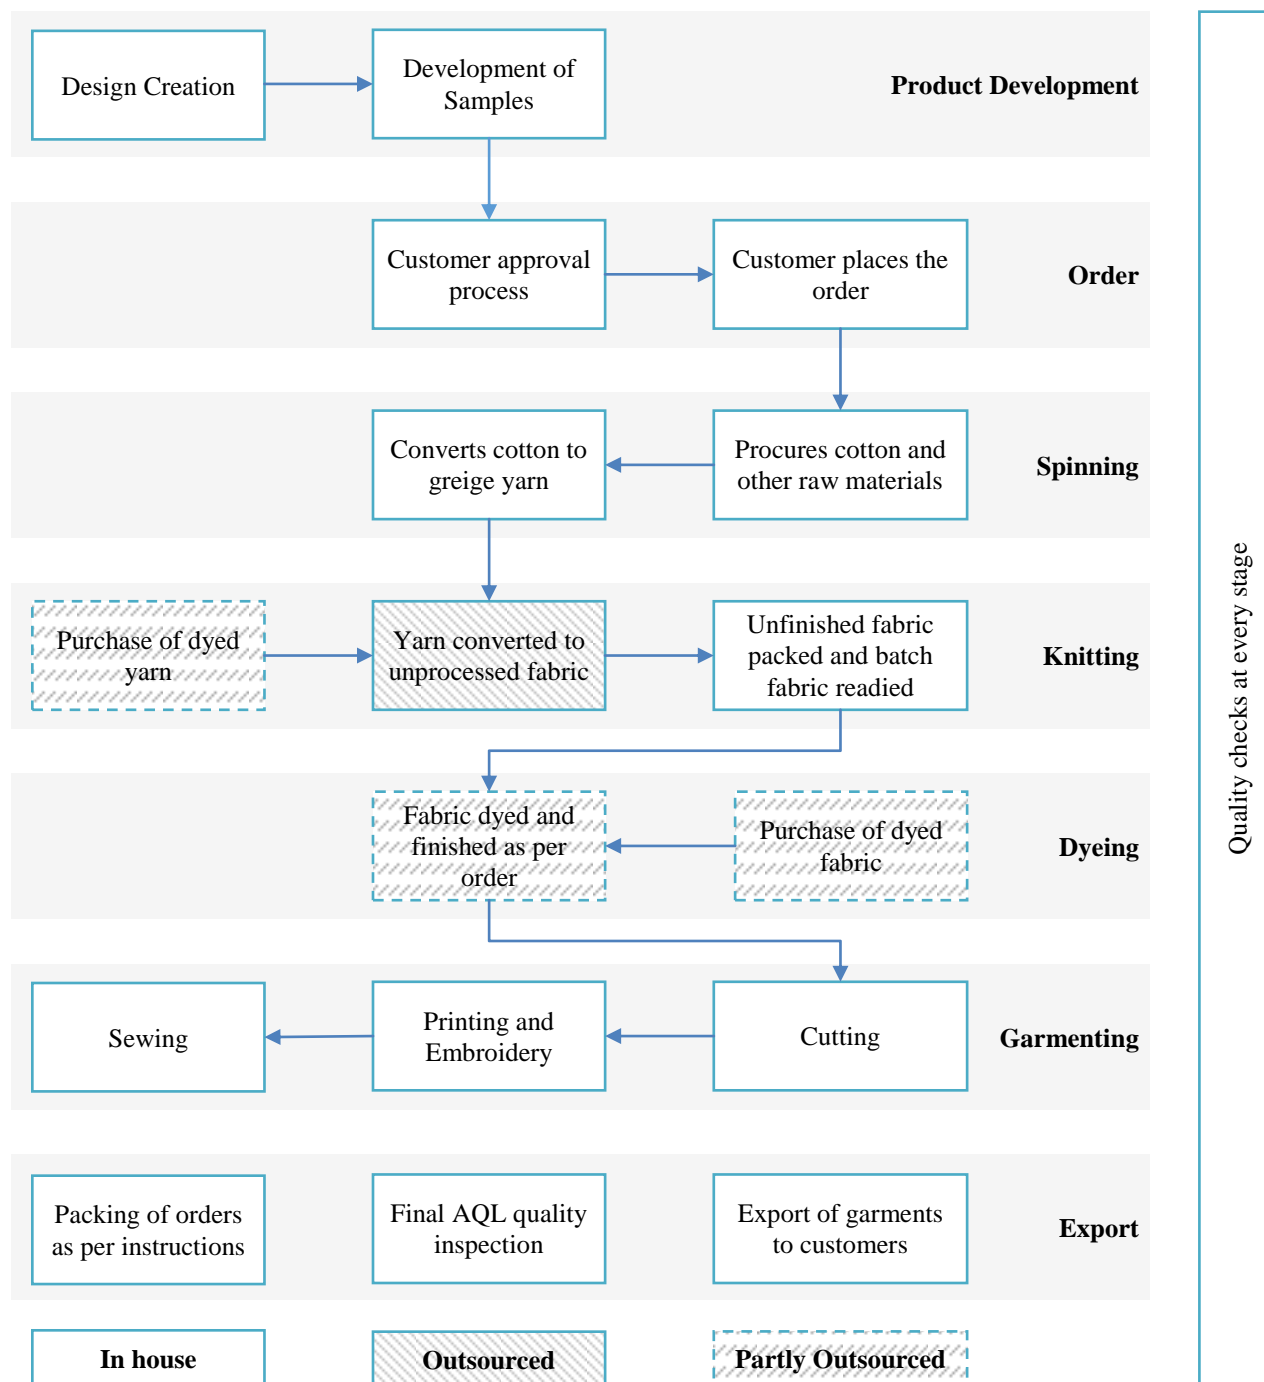 Design Creation
Development of
Samples
Product Development
Customer approval
process
Customer places the
order
Order
Converts cotton to
greige yarn
Procures cotton and
other raw materials
Spinning
Purchase of dyed
yarn
Yarn converted to
unprocessed fabric
Unfinished fabric
packed and batch
fabric readied
Knitting
Fabric dyed and
finished as per
order
Purchase of dyed
fabric
Dyeing
Sewing
Printing and
Embroidery
Cutting
Garmenting
Packing of orders
as per instructions
Final AQL quality
inspection
Export of garments
to customers
Export
In house
Outsourced
Partly Outsourced
Quality checks at every stage